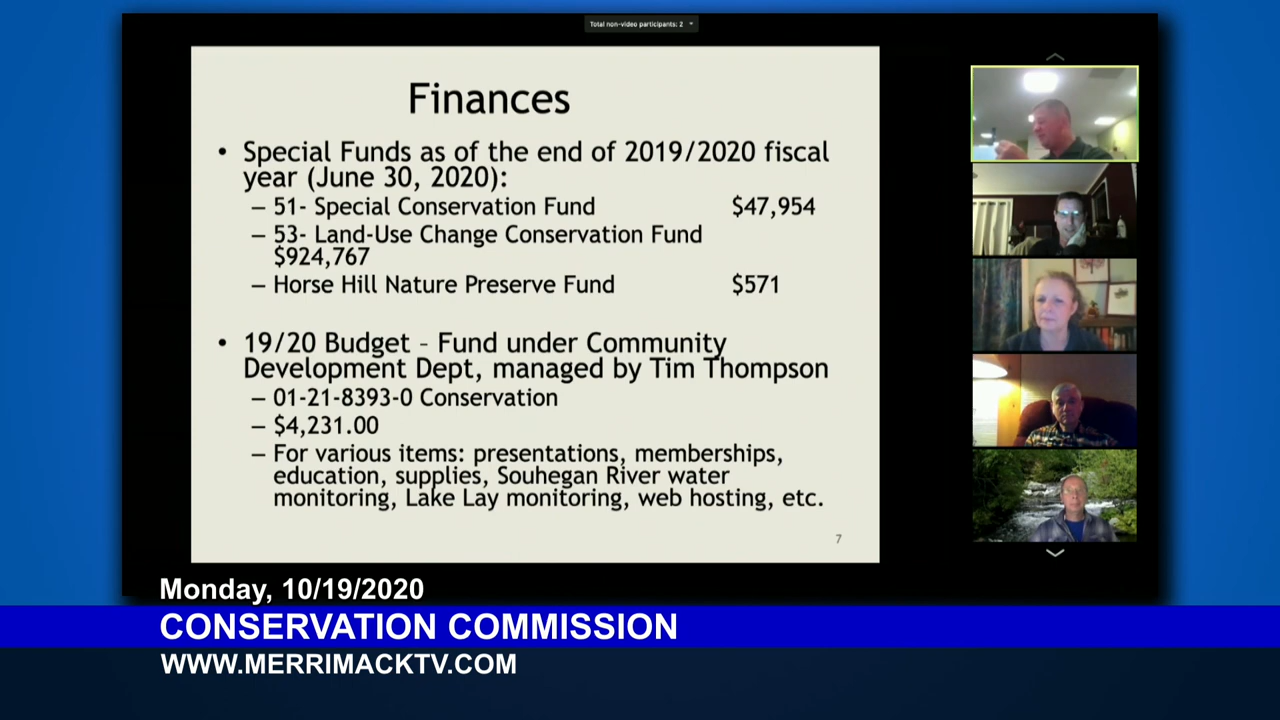 Total non-video participants: 2
Finances
• Special Funds as of the end of 2019/2020 fiscal
year (June 30, 2020):
– 51- Special Conservation Fund $47,954
– 53- Land-Use Change Conservation Fund
$924,767
– Horse Hill Nature Preserve Fund $571
• 19/20 Budget – Fund under Community
Development Dept, managed by Tim Thompson
– 01-21-8393-0 Conservation
– $4,231.00
– For various items: presentations, memberships,
education, supplies, Souhegan River water
monitoring, Lake Lay monitoring, web hosting, etc.
7
Monday, 10/19/2020
CONSERVATION COMMISSION
WWW.MERRIMACKTV.COM